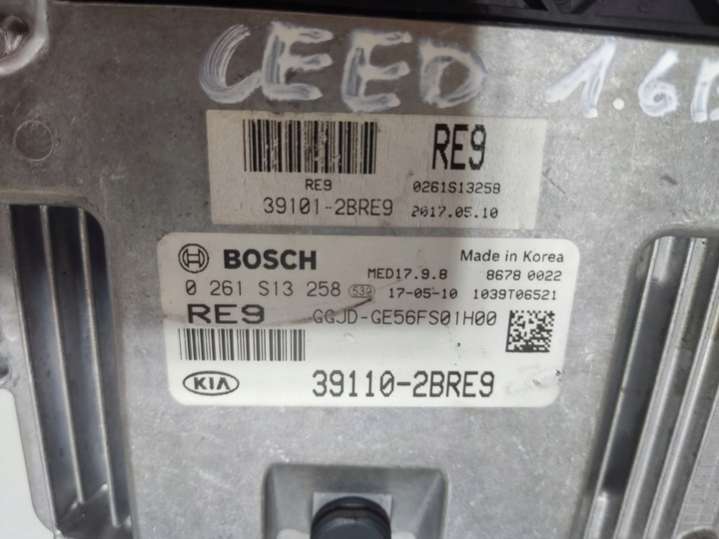 CEED 1.6
RE9
RE9
0261S13258
39101-2BRE9
2017.05.10
BOSCH
Made in Korea
MED17.9.8
8678 0022
0 261 S13 258
532
17-05-10
1039T06521
RE9
GGJD-GE56FS01H00
KIA
39110-2BRE9